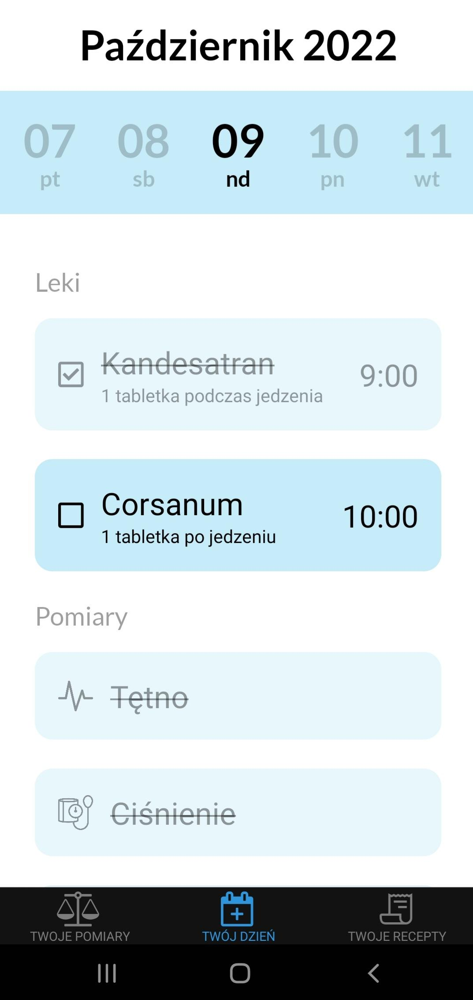 Październik 2022
07 08 09 10 11
pt sb nd pn wt
Leki
Kandesatran
9:00
1 tabletka podczas jedzenia
Corsanum
10:00
1 tabletka po jedzeniu
Pomiary
Tętno
Ciśnienie
TWOJE POMIARY TWÓJ DZIEŃ TWOJE RECEPTY